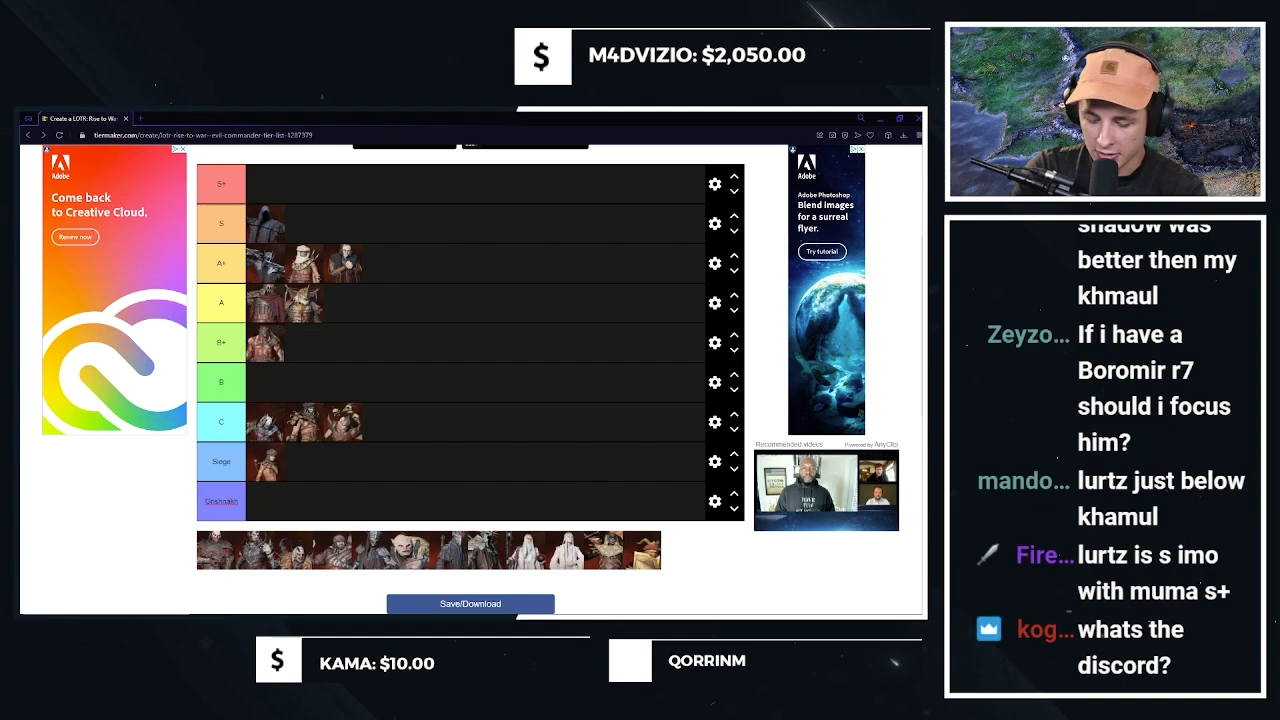 $
M4DVIZIO: $2,050.00
Create a LOTR: Rise to Wa
tiermaker.com/create/lotr-rise-to-war--evil-commander-tier-list-1287379
Adobe
Come back
to Creative Cloud.
Renew now
S+
S
A+
A
B+
B
C
Siege
Grishnakh
Adobe
Adobe Photoshop
Blend images
for a surreal
flyer.
Try tutorial
Recommended videos
Powered by AnyClip
Save/Download
shadow was
better then my
khmaul
Zeyzo... If i have a
Boromir r7
should i focus
him?
mando... lurtz just below
khamul
Fire... lurtz is s imo
with muma s+
kog... whats the
discord?
$
KAMA: $10.00
QORRINM